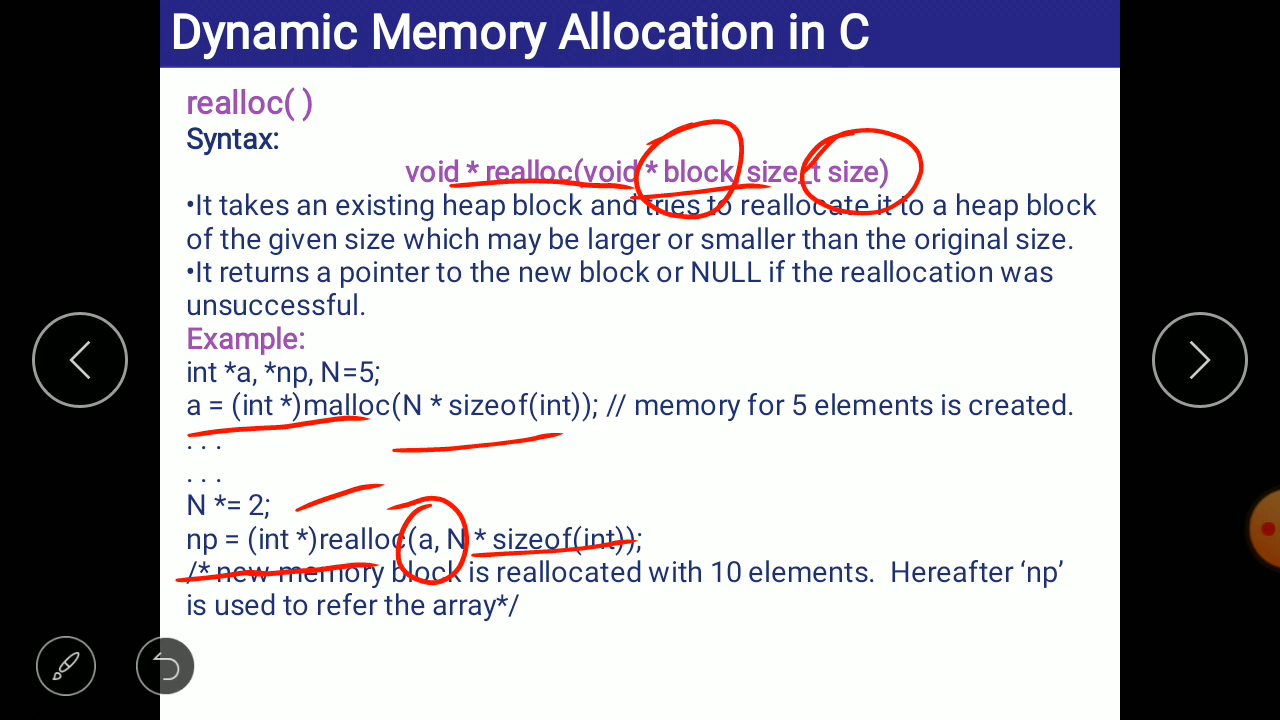 Dynamic Memory Allocation in C
realloc( )
Syntax:
void * realloc(void * block, size_t size)
•It takes an existing heap block and tries to reallocate it to a heap block
of the given size which may be larger or smaller than the original size.
•It returns a pointer to the new block or NULL if the reallocation was
unsuccessful.
Example:
int *a, *np, N=5;
a = (int *)malloc(N * sizeof(int)); // memory for 5 elements is created.
. . .
. . .
N *= 2;
np = (int *)realloc(a, N * sizeof(int));
/* new memory block is reallocated with 10 elements.  Hereafter ‘np’
is used to refer the array*/